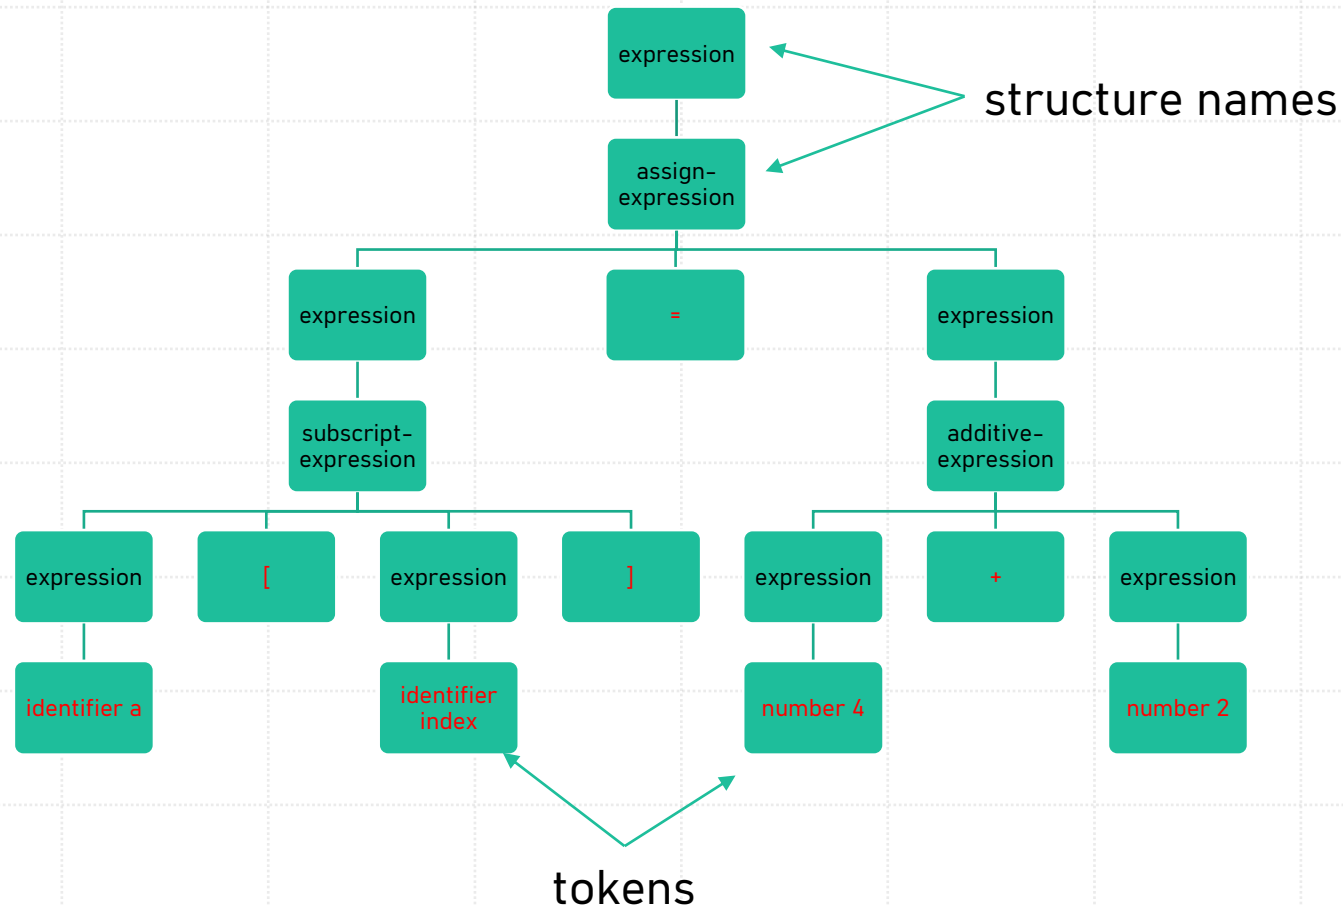 expression
structure names
assign-
expression
expression
=
expression
subscript-
expression
additive-
expression
expression
[
expression
]
expression
+
expression
identifier a
identifier
index
number 4
number 2
tokens